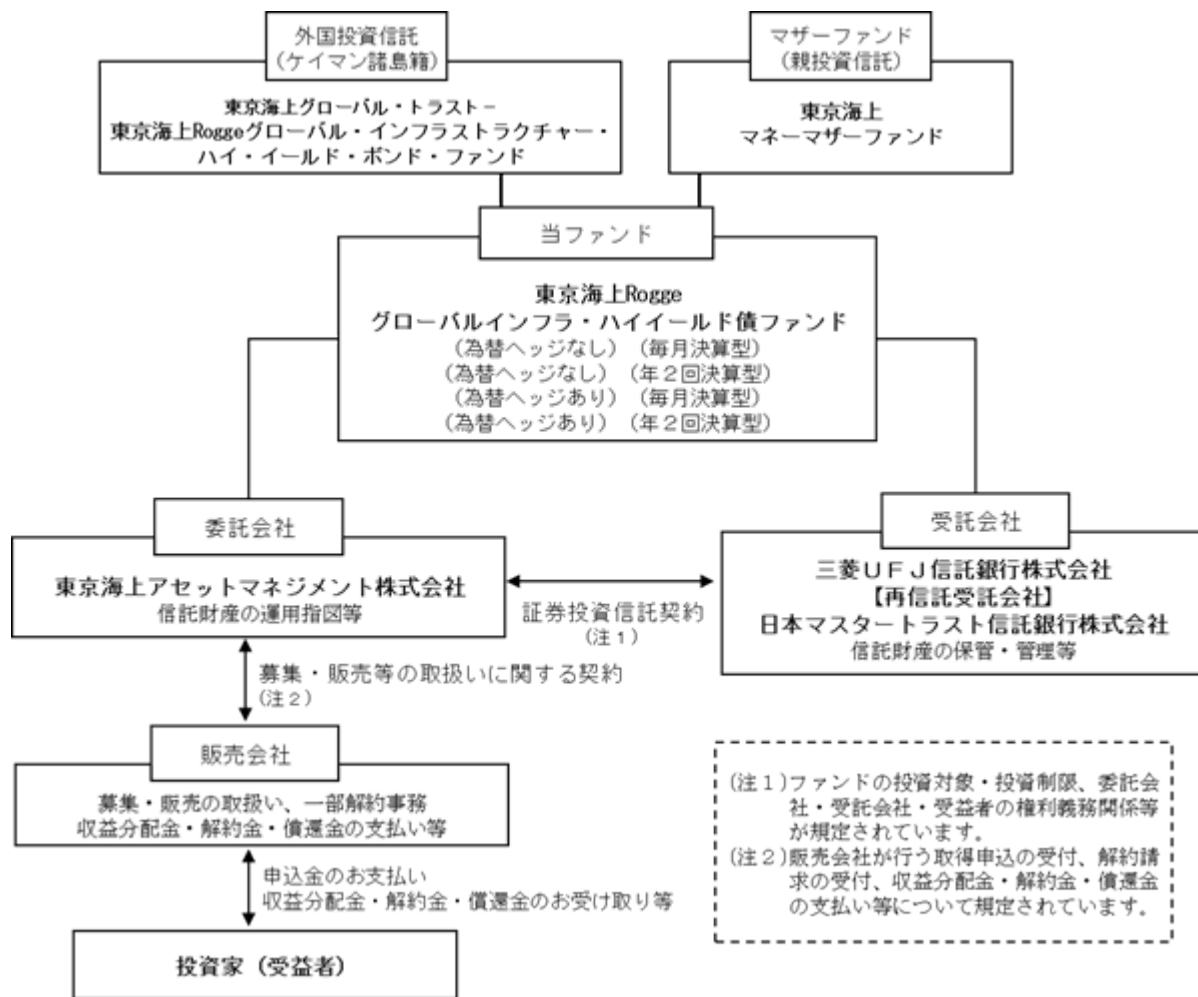 外国投資信託
(ケイマン諸島籍)
東京海上グローバル・トラスト－
東京海上Roggeグローバル・インフラストラクチャー・
ハイ・イールド・ボンド・ファンド
マザーファンド
(親投資信託)
東京海上
マネーマザーファンド
当ファンド
東京海上Rogge
グローバルインフラ・ハイイールド債ファンド
(為替ヘッジなし)(毎月決算型)
(為替ヘッジなし)(年２回決算型)
(為替ヘッジあり)(毎月決算型)
(為替ヘッジあり)(年２回決算型)
委託会社
東京海上アセットマネジメント株式会社
信託財産の運用指図等
証券投資信託契約
(注１)
受託会社
三菱ＵＦＪ信託銀行株式会社
【再信託受託会社】
日本マスタートラスト信託銀行株式会社
信託財産の保管・管理等
募集・販売等の取扱いに関する契約
(注２)
販売会社
募集・販売の取扱い、一部解約事務
収益分配金・解約金・償還金の支払い等
申込金のお支払い
収益分配金・解約金・償還金のお受け取り等
投資家（受益者）
(注１)ファンドの投資対象・投資制限、委託会
社・受託会社・受益者の権利義務関係等
が規定されています。
(注２)販売会社が行う取得申込の受付、解約請
求の受付、収益分配金・解約金・償還金
の支払い等について規定されています。